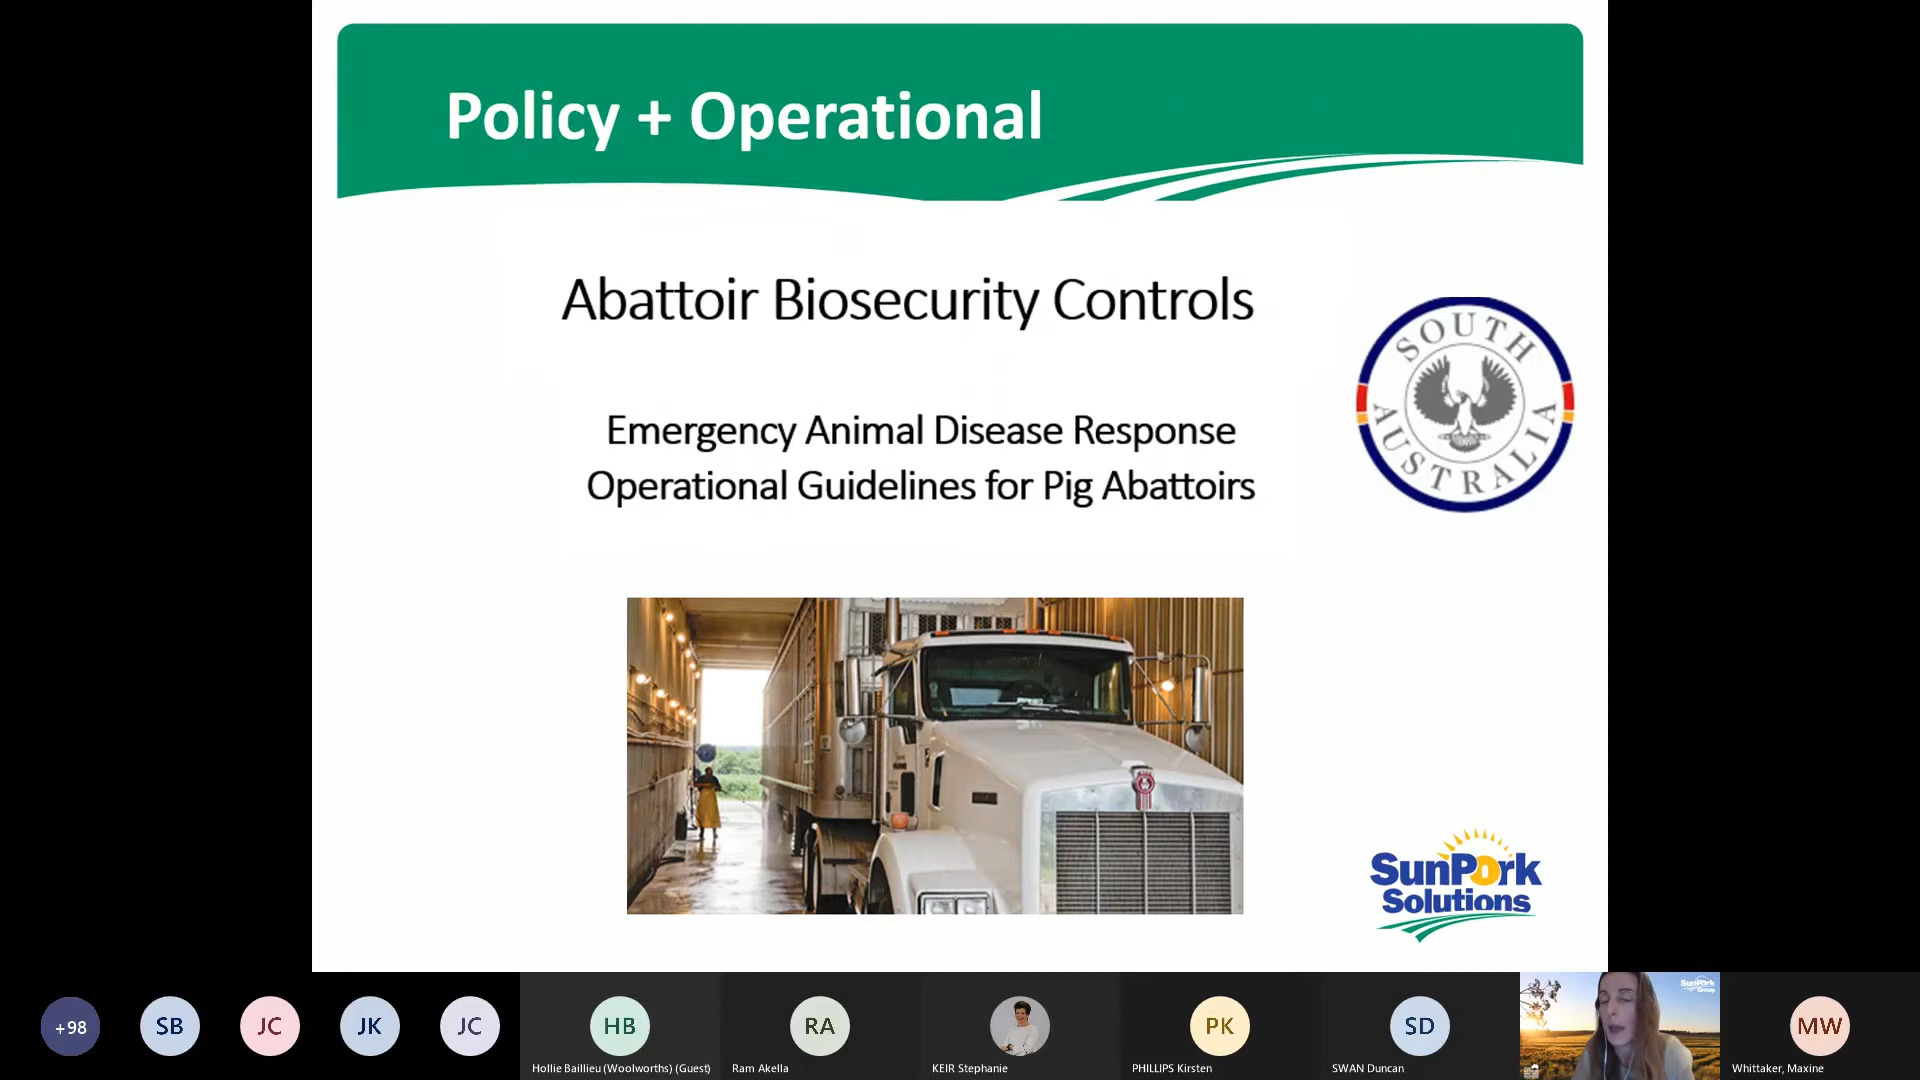 Policy + Operational
Abattoir Biosecurity Controls
SOUTH
AUSTRALIA
Emergency Animal Disease Response
Operational Guidelines for Pig Abattoirs
SunPork
Solutions
SunPork
Group
+98
SB
JC
JK
JC
HB
RA
PK
SD
MW
Hollie Baillieu (Woolworths) (Guest)
Ram Akella
KEIR Stephanie
PHILLIPS Kirsten
SWAN Duncan
Whittaker, Maxine